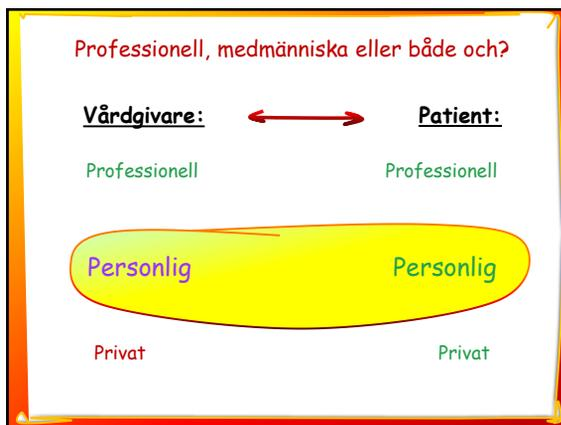 Professionell, medmänniska eller både och?
Vårdgivare: Patient:
Professionell Professionell
Personlig Personlig
Privat Privat